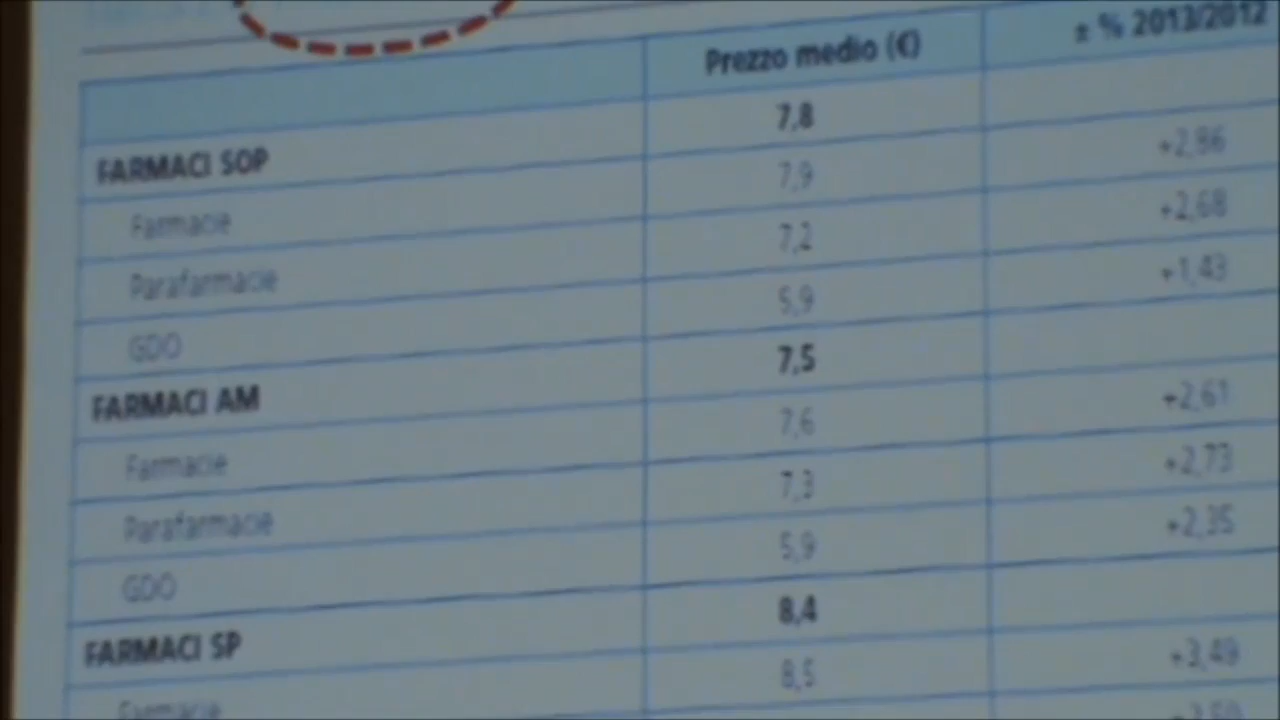 Prezzo medio (€) ± % 2013/2012
FARMACI SOP 7,8
Farmacie 7,9 +2,86
Parafarmacie 7,2 +2,68
GDO 5,9 +1,43
FARMACI AM 7,5
Farmacie 7,6 +2,61
Parafarmacie 7,3 +2,73
GDO 5,9 +2,35
FARMACI SP 8,4
Farmacie 8,5 +3,49